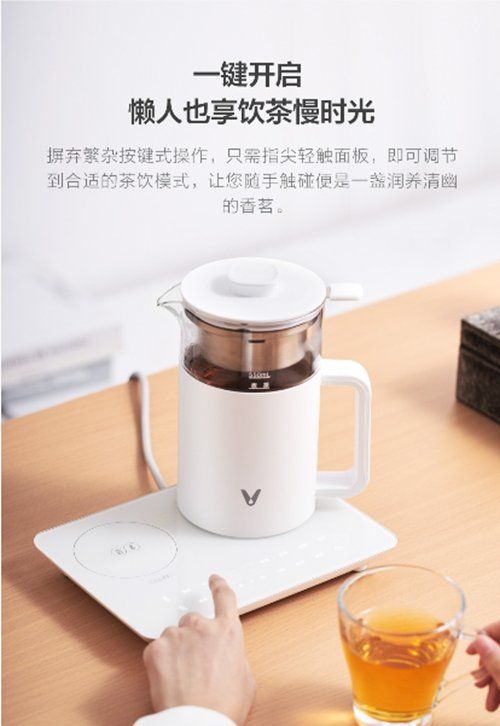 一键开启
懒人也享饮茶慢时光
摒弃繁杂按键式操作，只需指尖轻触面板，即可调节
到合适的茶饮模式，让您随手触碰便是一盏润养清幽
的香茗。
550mL